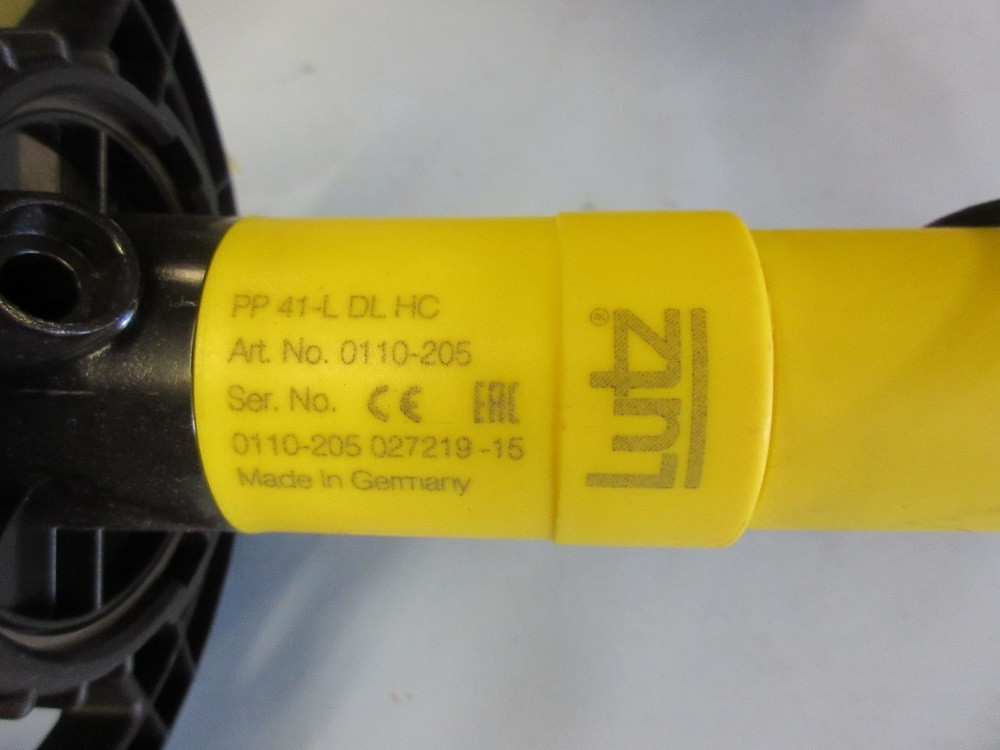 PP 41-L DL HC
Art. No. 0110-205
Ser. No. CE EAC
0110-205 027219-15
Made in Germany
Lutz®